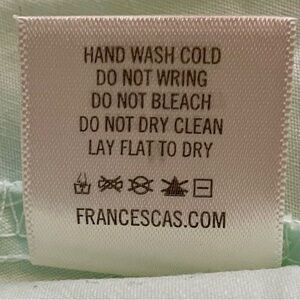 HAND WASH COLD
DO NOT WRING
DO NOT BLEACH
DO NOT DRY CLEAN
LAY FLAT TO DRY
FRANCESCAS.COM